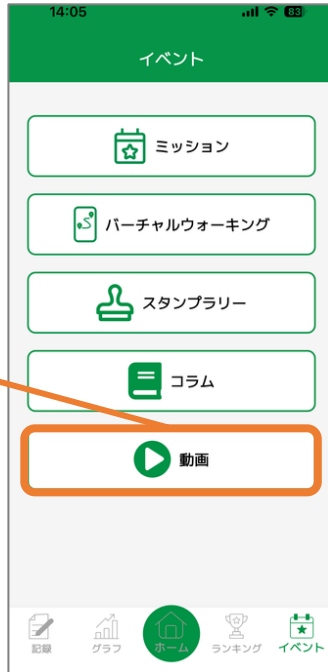 14:05
83
イベント
ミッション
バーチャルウォーキング
スタンプラリー
コラム
動画
記録
グラフ
ホーム
ランキング
イベント